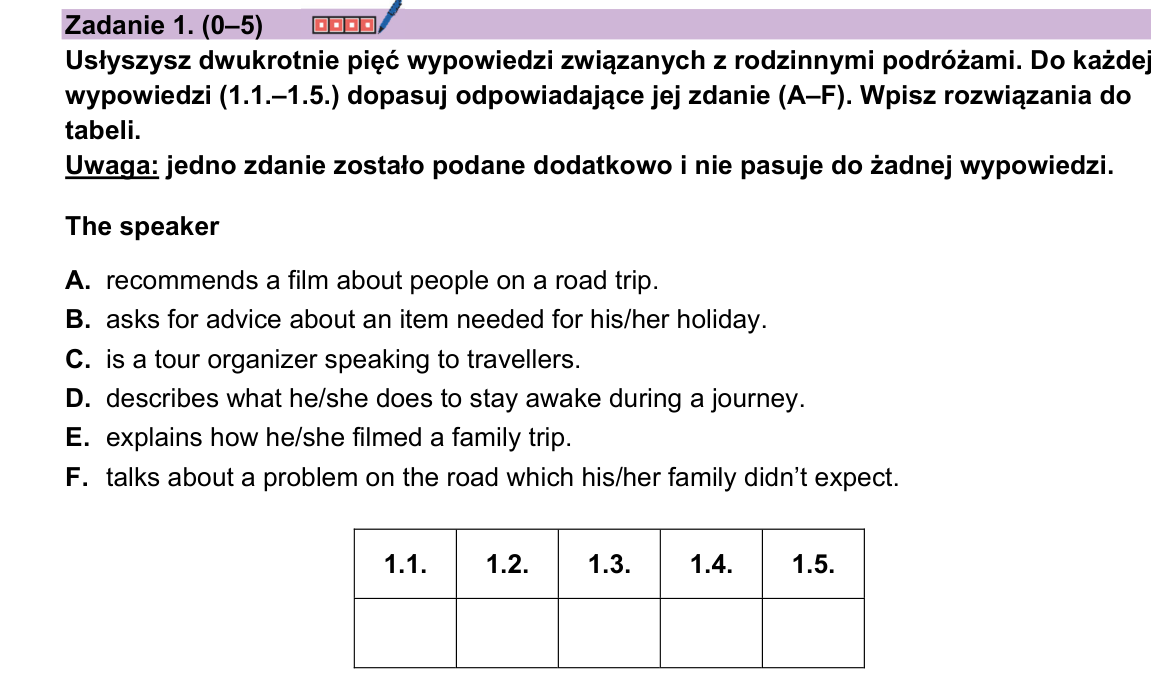 Zadanie 1. (0–5)
Usłyszysz dwukrotnie pięć wypowiedzi związanych z rodzinnymi podróżami. Do każdej
wypowiedzi (1.1.–1.5.) dopasuj odpowiadające jej zdanie (A–F). Wpisz rozwiązania do
tabeli.
Uwaga: jedno zdanie zostało podane dodatkowo i nie pasuje do żadnej wypowiedzi.
The speaker
A. recommends a film about people on a road trip.
B. asks for advice about an item needed for his/her holiday.
C. is a tour organizer speaking to travellers.
D. describes what he/she does to stay awake during a journey.
E. explains how he/she filmed a family trip.
F. talks about a problem on the road which his/her family didn’t expect.
1.1. 1.2. 1.3. 1.4. 1.5.